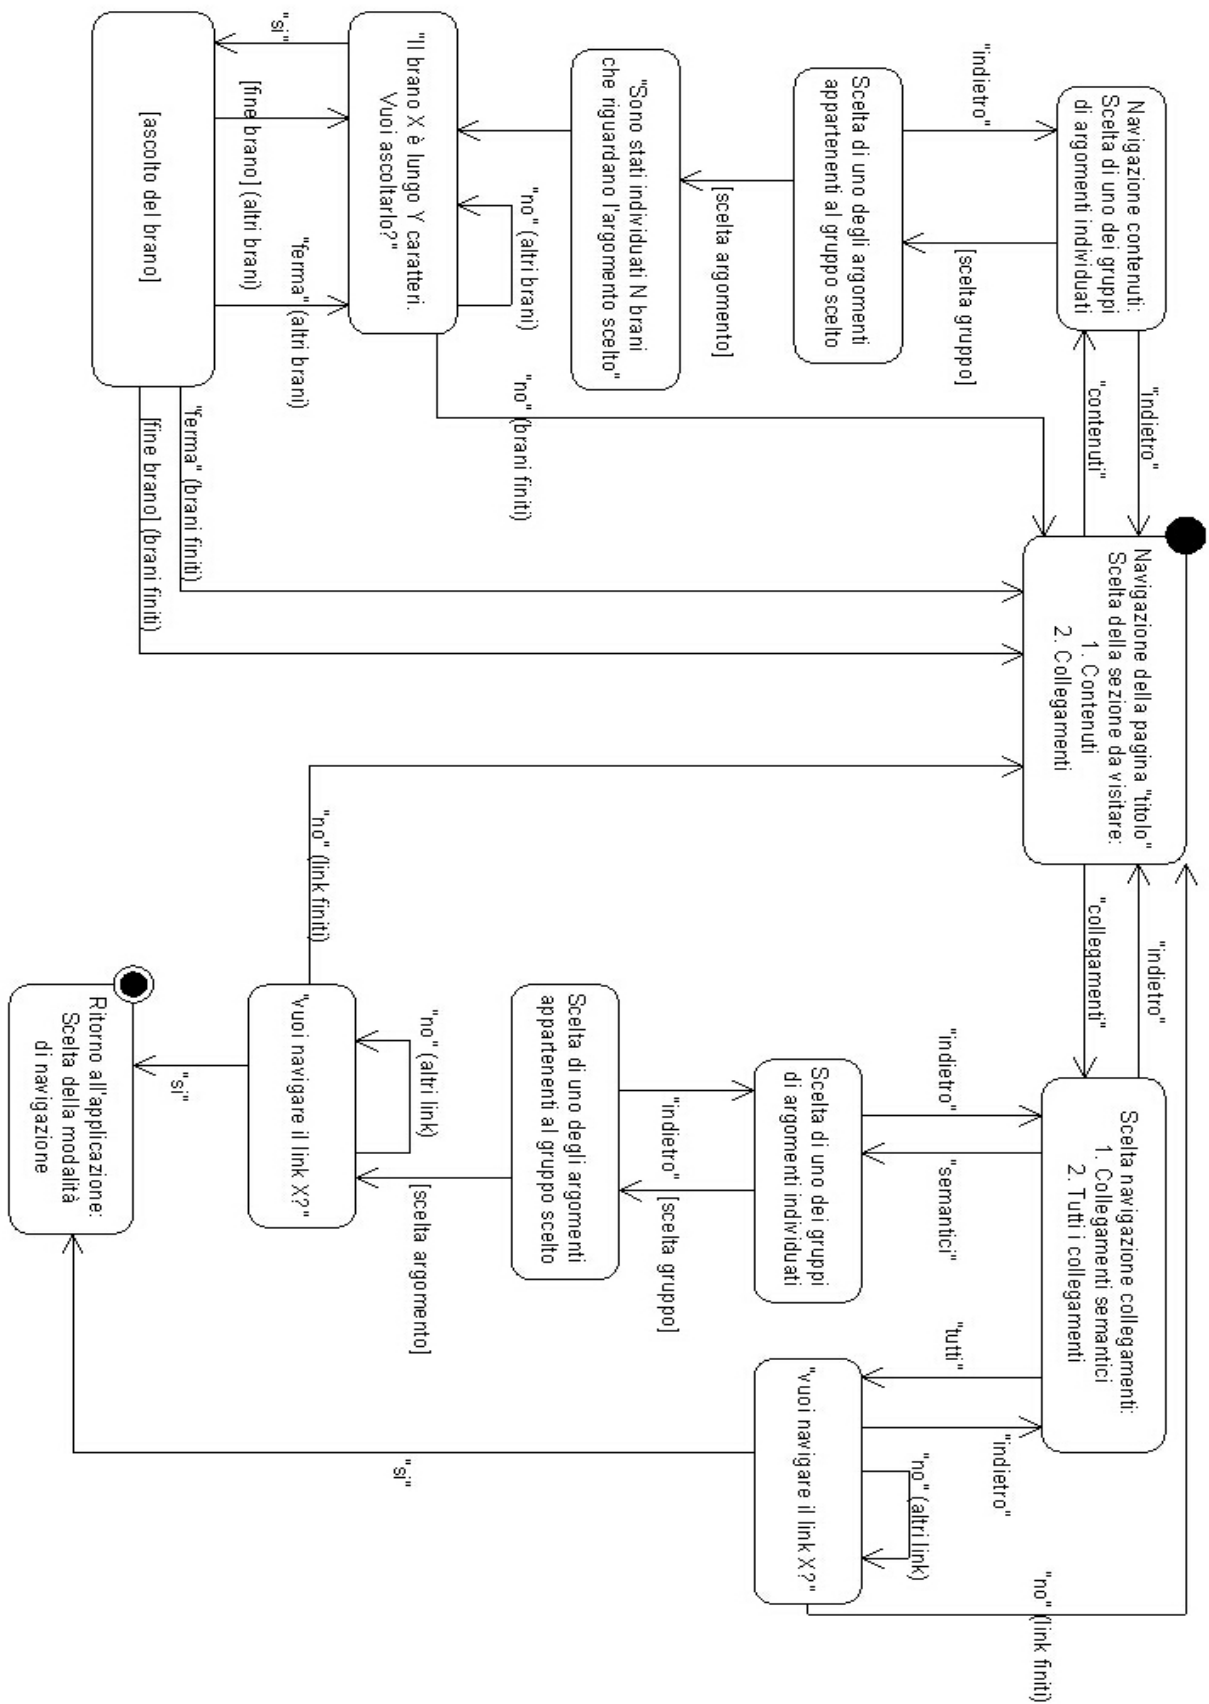 Navigazione della pagina "titolo"
Scelta della sezione da visitare:
1. Contenuti
2. Collegamenti
"indietro"
"contenuti"
"collegamenti"
"indietro"
Navigazione contenuti:
Scelta di uno dei gruppi
di argomenti individuati
"indietro"
[scelta gruppo]
Scelta di uno degli argomenti
appartenenti al gruppo scelto
[scelta argomento]
"Sono stati individuati N brani
che riguardano l'argomento scelto"
"no" (altri brani)
"no" (brani finiti)
"Il brano X è lungo Y caratteri.
Vuoi ascoltarlo?"
"si"
[fine brano] (altri brani)
"ferma" (altri brani)
"ferma" (brani finiti)
[fine brano] (brani finiti)
[ascolto del brano]
Scelta navigazione collegamenti:
1. Collegamenti semantici
2. Tutti i collegamenti
"indietro"
"semantici"
"tutti"
"indietro"
"no" (link finiti)
Scelta di uno dei gruppi
di argomenti individuati
"vuoi navigare il link X?"
"no" (altri link)
"indietro"
[scelta gruppo]
Scelta di uno degli argomenti
appartenenti al gruppo scelto
[scelta argomento]
"no" (altri link)
"no" (link finiti)
"vuoi navigare il link X?"
"si"
"si"
Ritorno all'applicazione:
Scelta della modalità
di navigazione